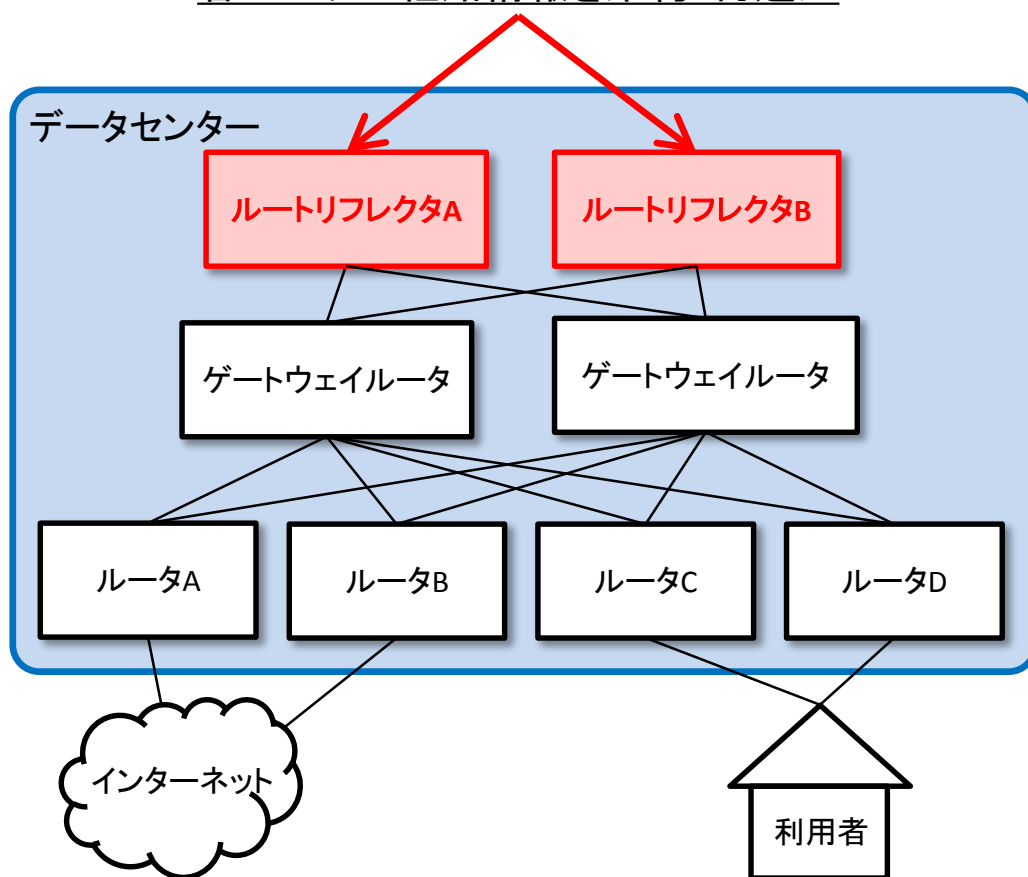 データセンター
ルートリフレクタA
ルートリフレクタB
ゲートウェイルータ
ゲートウェイルータ
ルータA
ルータB
ルータC
ルータD
インターネット
利用者